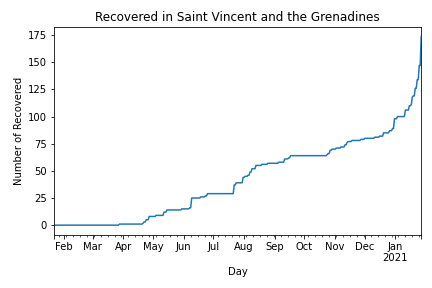 Recovered in Saint Vincent and the Grenadines
Number of Recovered
175
150
125
100
75
50
25
0
Feb Mar Apr May Jun Jul Aug Sep Oct Nov Dec Jan
2021
Day